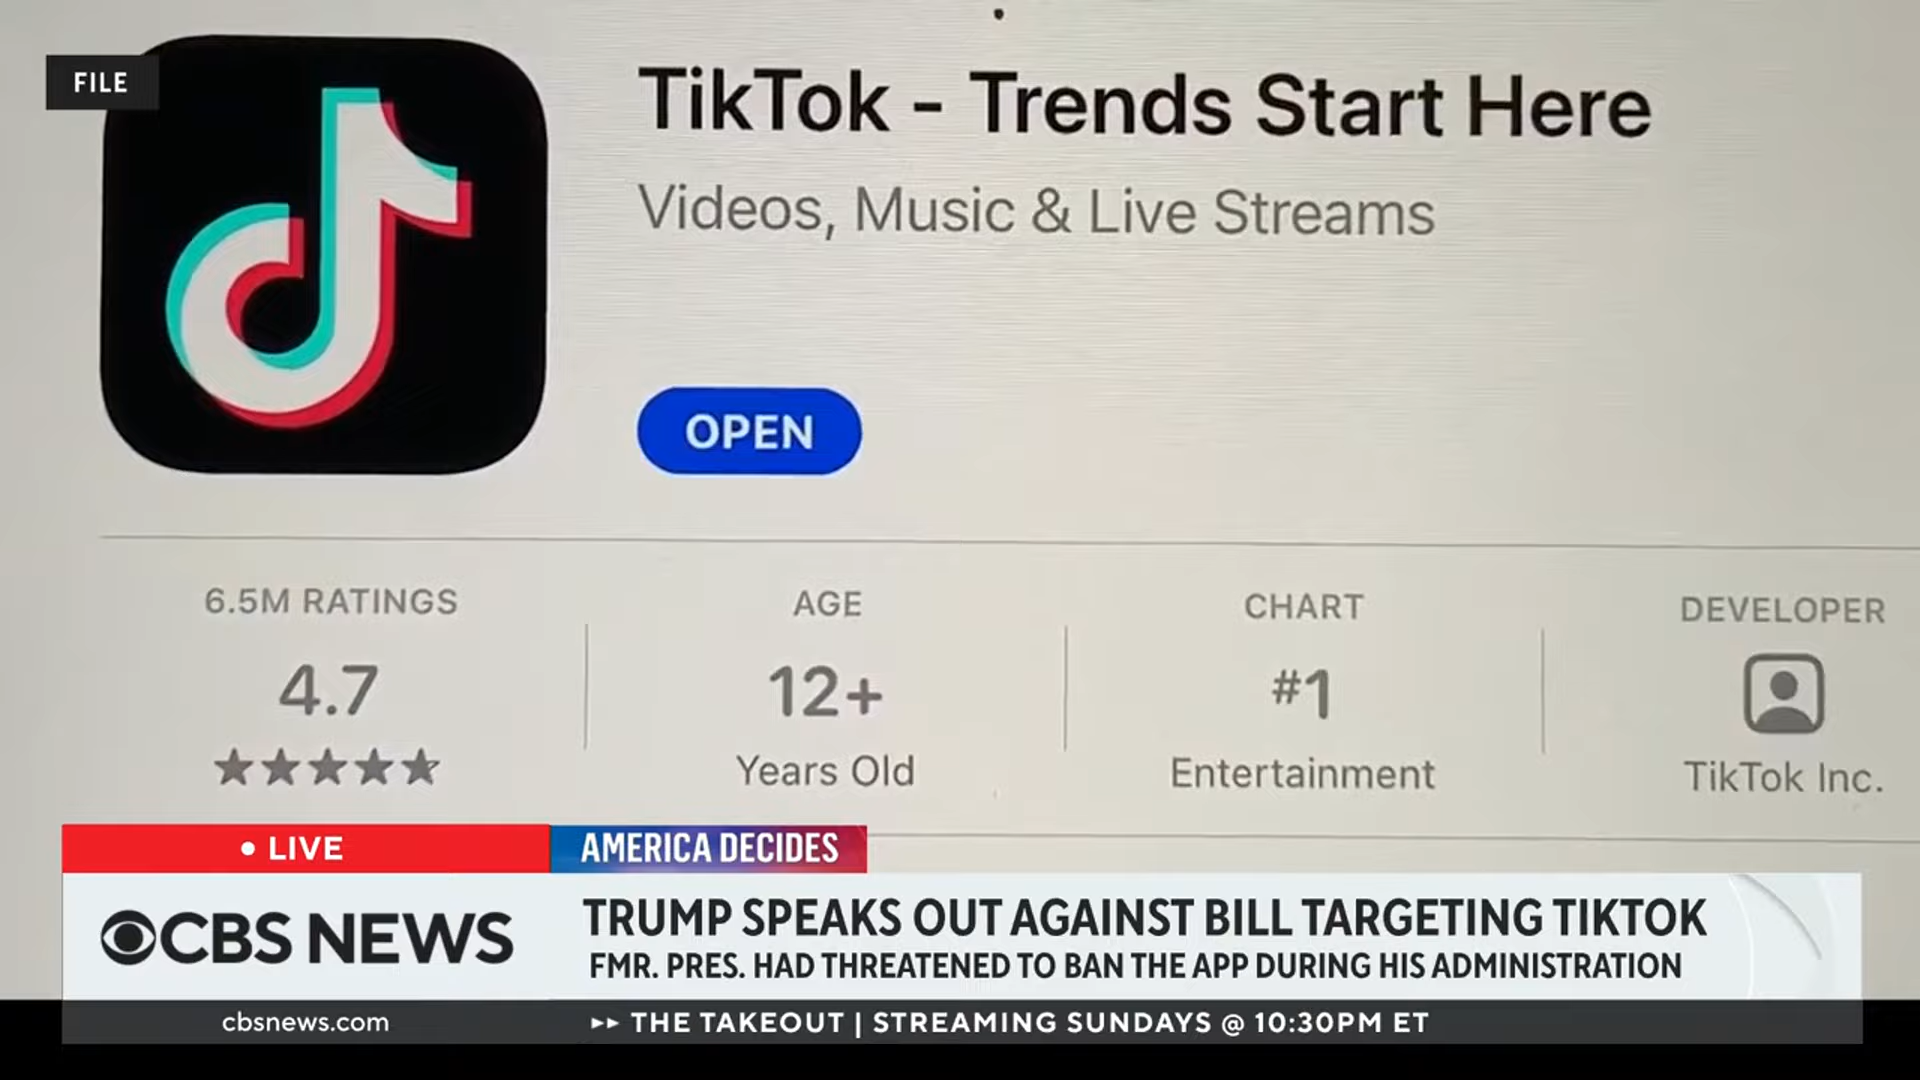 FILE
TikTok - Trends Start Here
Videos, Music & Live Streams
OPEN
6.5M RATINGS
4.7
AGE
12+
Years Old
CHART
#1
Entertainment
DEVELOPER
TikTok Inc.
LIVE
AMERICA DECIDES
CBS NEWS
TRUMP SPEAKS OUT AGAINST BILL TARGETING TIKTOK
FMR. PRES. HAD THREATENED TO BAN THE APP DURING HIS ADMINISTRATION
cbsnews.com
THE TAKEOUT | STREAMING SUNDAYS @ 10:30PM ET